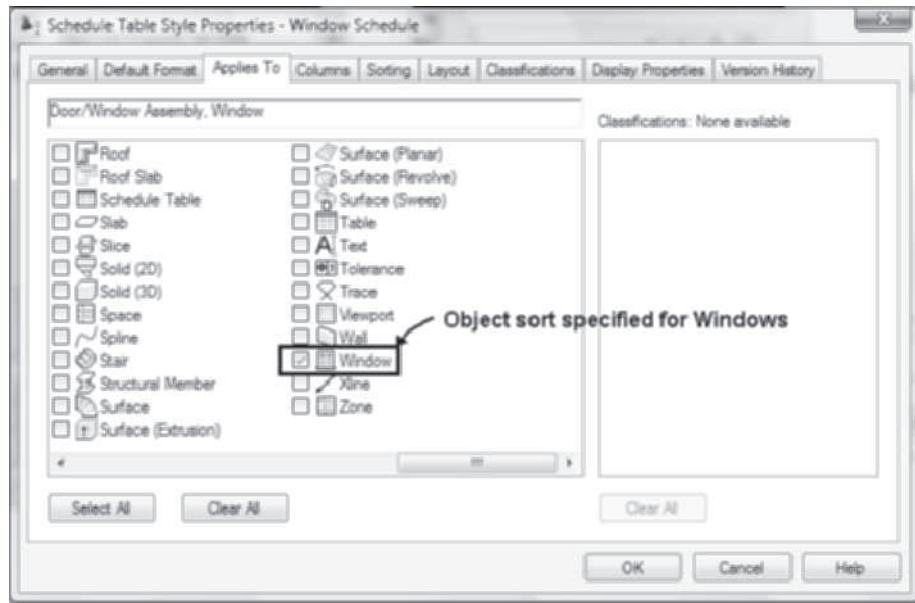 Schedule Table Style Properties - Window Schedule
General Default Format Applies To Columns Sorting Layout Classifications Display Properties Version History
Door/Window Assembly, Window
Classifications: None available
Roof
Roof Slab
Schedule Table
Slab
Slice
Solid (2D)
Solid (3D)
Space
Spline
Stair
Structural Member
Surface
Surface (Extrusion)
Surface (Planar)
Surface (Revolve)
Surface (Sweep)
Table
Text
Tolerance
Trace
Viewport
Wall
Window
Xline
Zone
Object sort specified for Windows
Select All
Clear All
Clear All
OK
Cancel
Help